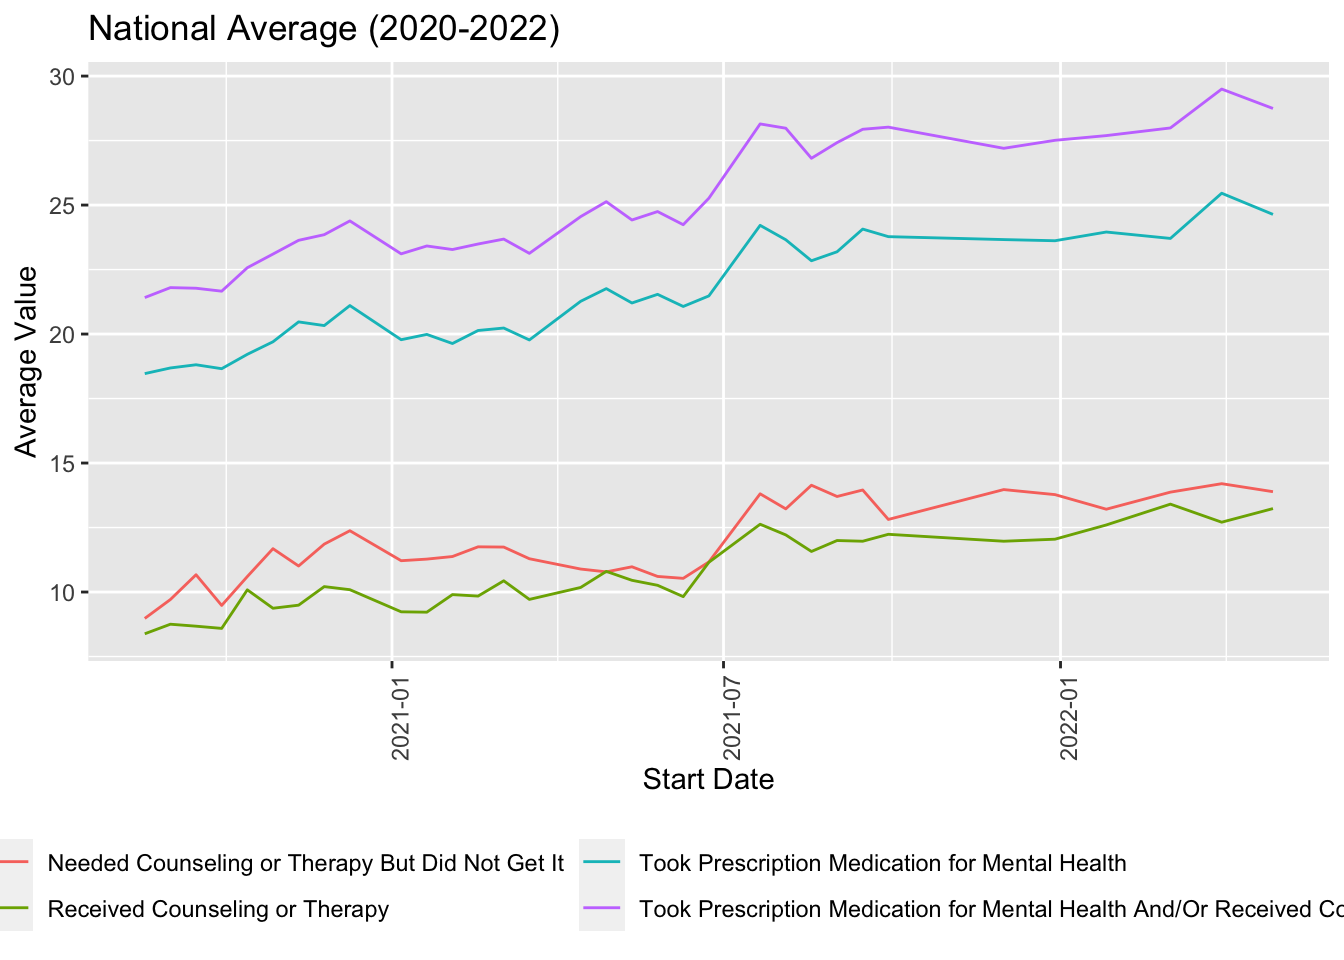 National Average (2020-2022)
30
25
20
15
10
Average Value
2021-01
2021-07
2022-01
Start Date
Needed Counseling or Therapy But Did Not Get It
Took Prescription Medication for Mental Health
Received Counseling or Therapy
Took Prescription Medication for Mental Health And/Or Received